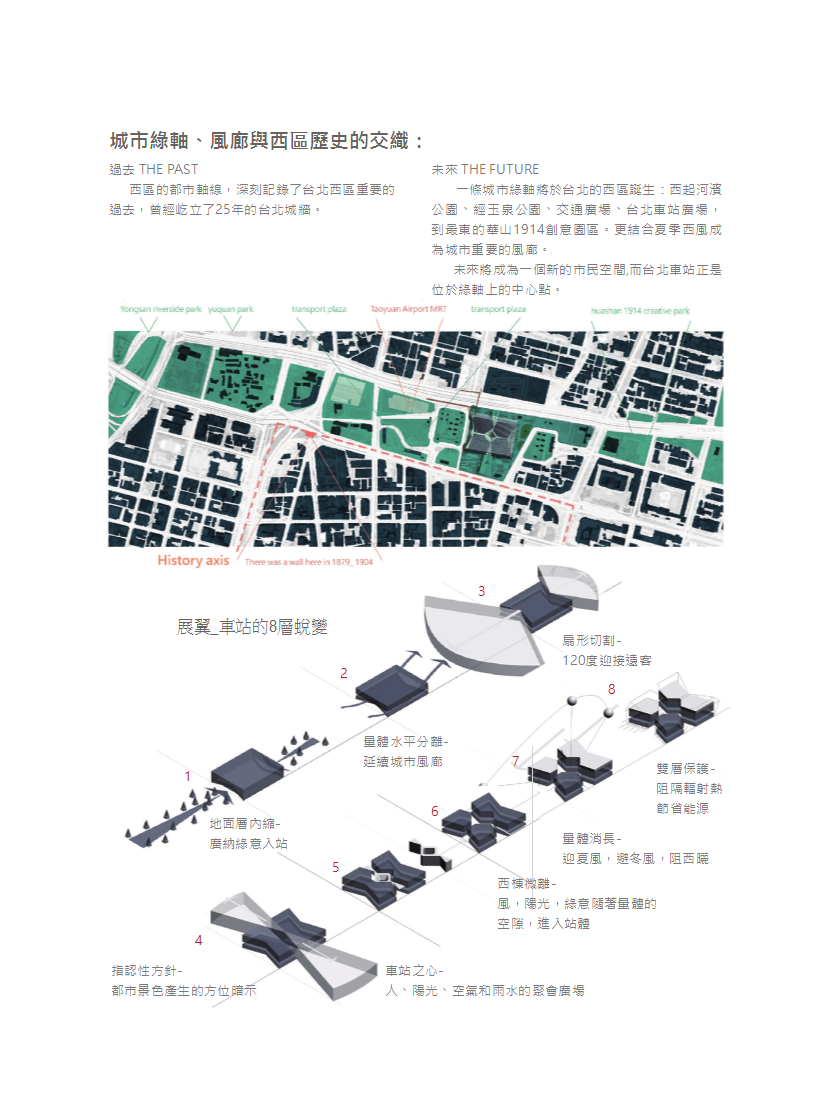 城市綠軸、風廊與西區歷史的交織：
過去 THE PAST
西區的都市軸線，深刻記錄了台北西區重要的
過去，曾經屹立了25年的台北城牆。
未來 THE FUTURE
一條城市綠軸將於台北的西區誕生：西起河濱
公園、經玉泉公園、交通廣場、台北車站廣場，
到最東的華山1914創意園區。更結合夏季西風成
為城市重要的風廊。
未來將成為一個新的市民空間,而台北車站正是
位於綠軸上的中心點。
Yongsan riverside park
yuquan park
transport plaza
Taoyuan Airport MRT
transport plaza
huashan 1914 creative park
History axis
There was a wall here in 1879_ 1904
展翼_車站的8層蛻變
3
扇形切割-
120度迎接遠客
2
量體水平分離-
延續城市風廊
1
地面層內縮-
廣納綠意入站
8
雙層保護-
阻隔輻射熱
節省能源
7
量體消長-
迎夏風，避冬風，阻西曬
6
西棟微離-
風，陽光，綠意隨著量體的
空隙，進入站體
5
車站之心-
人、陽光、空氣和雨水的聚會廣場
4
指認性方針-
都市景色產生的方位暗示